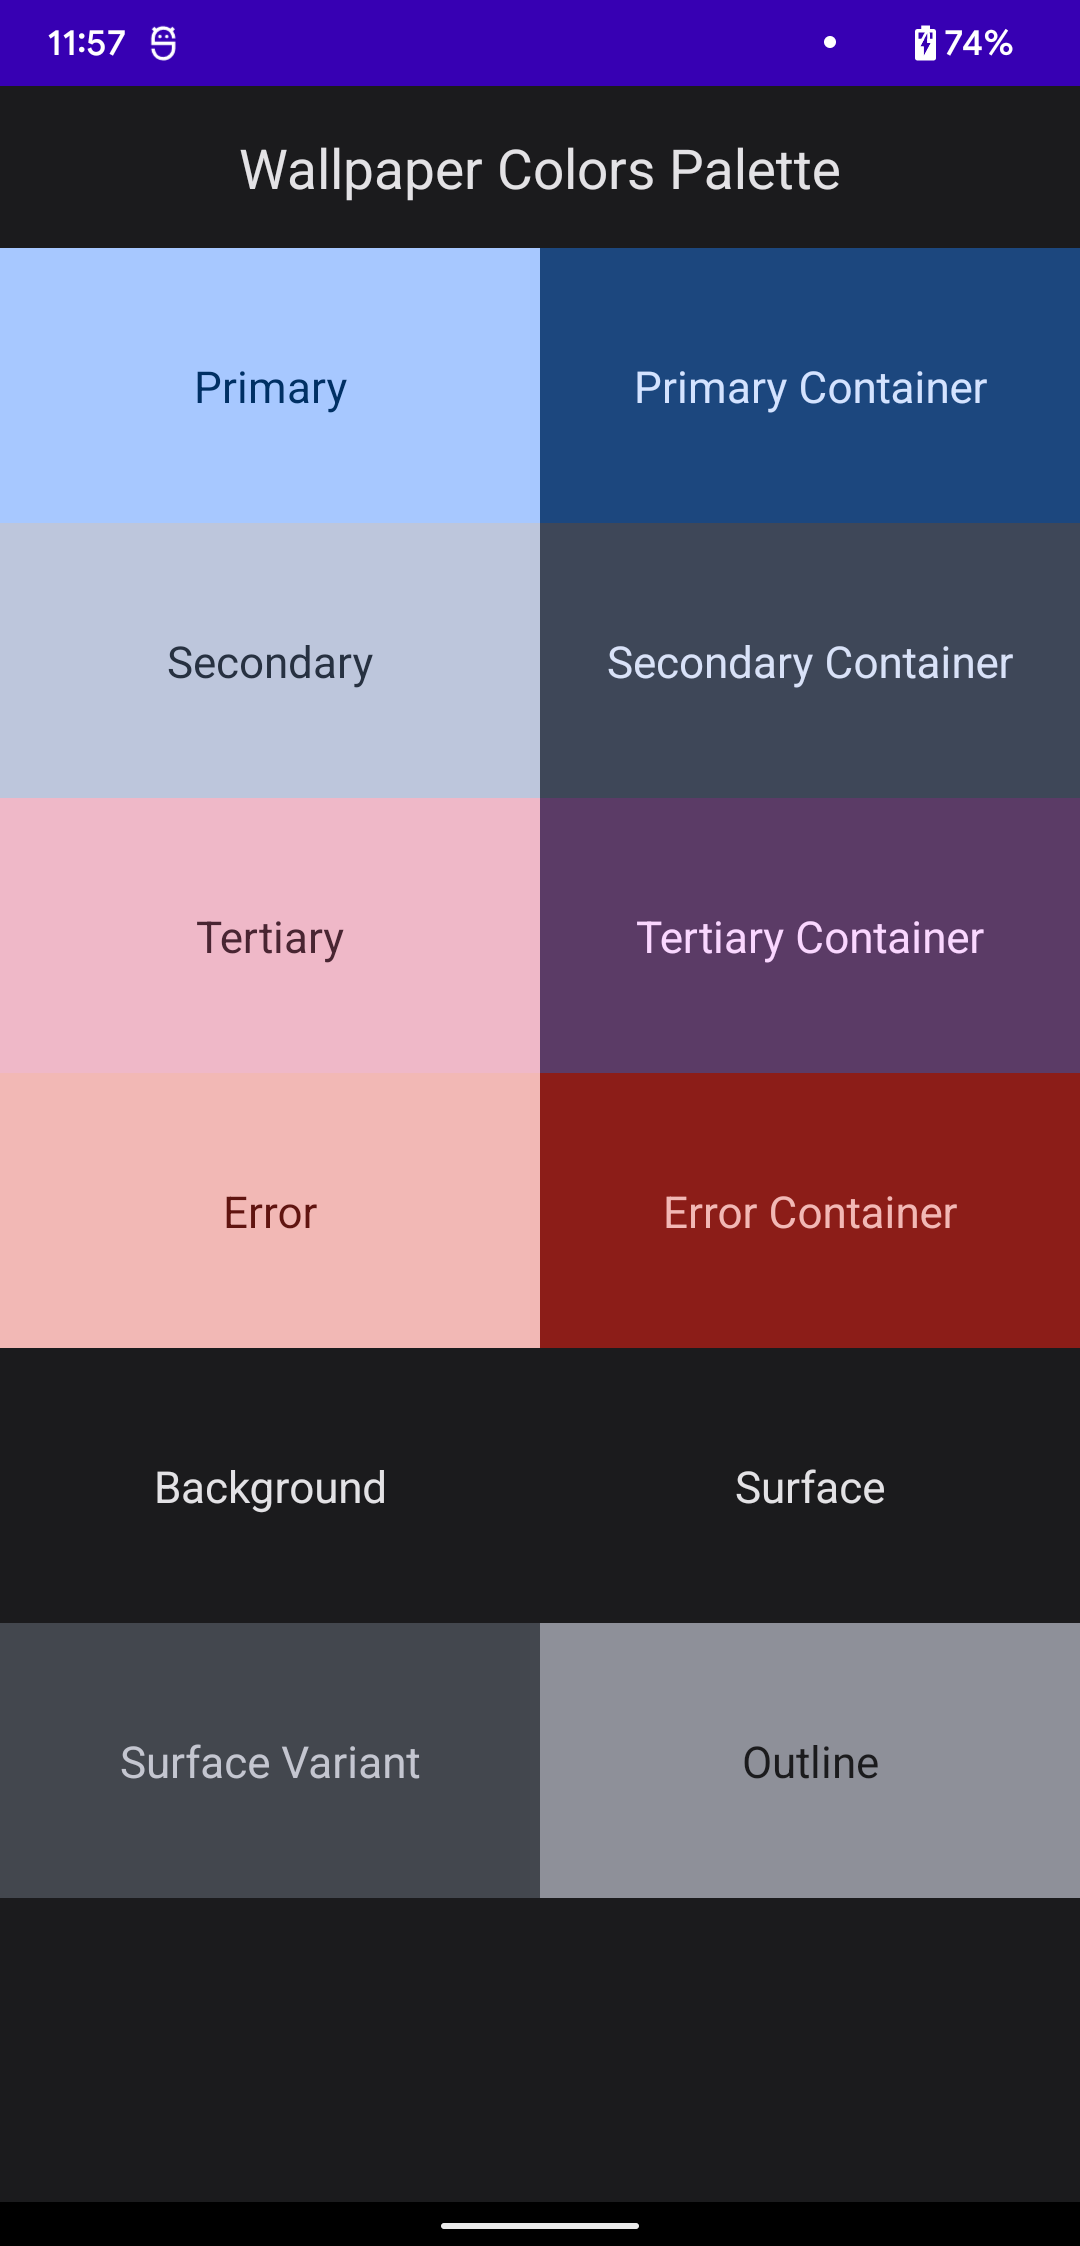 11:57 74%
Wallpaper Colors Palette
Primary Primary Container
Secondary Secondary Container
Tertiary Tertiary Container
Error Error Container
Background Surface
Surface Variant Outline